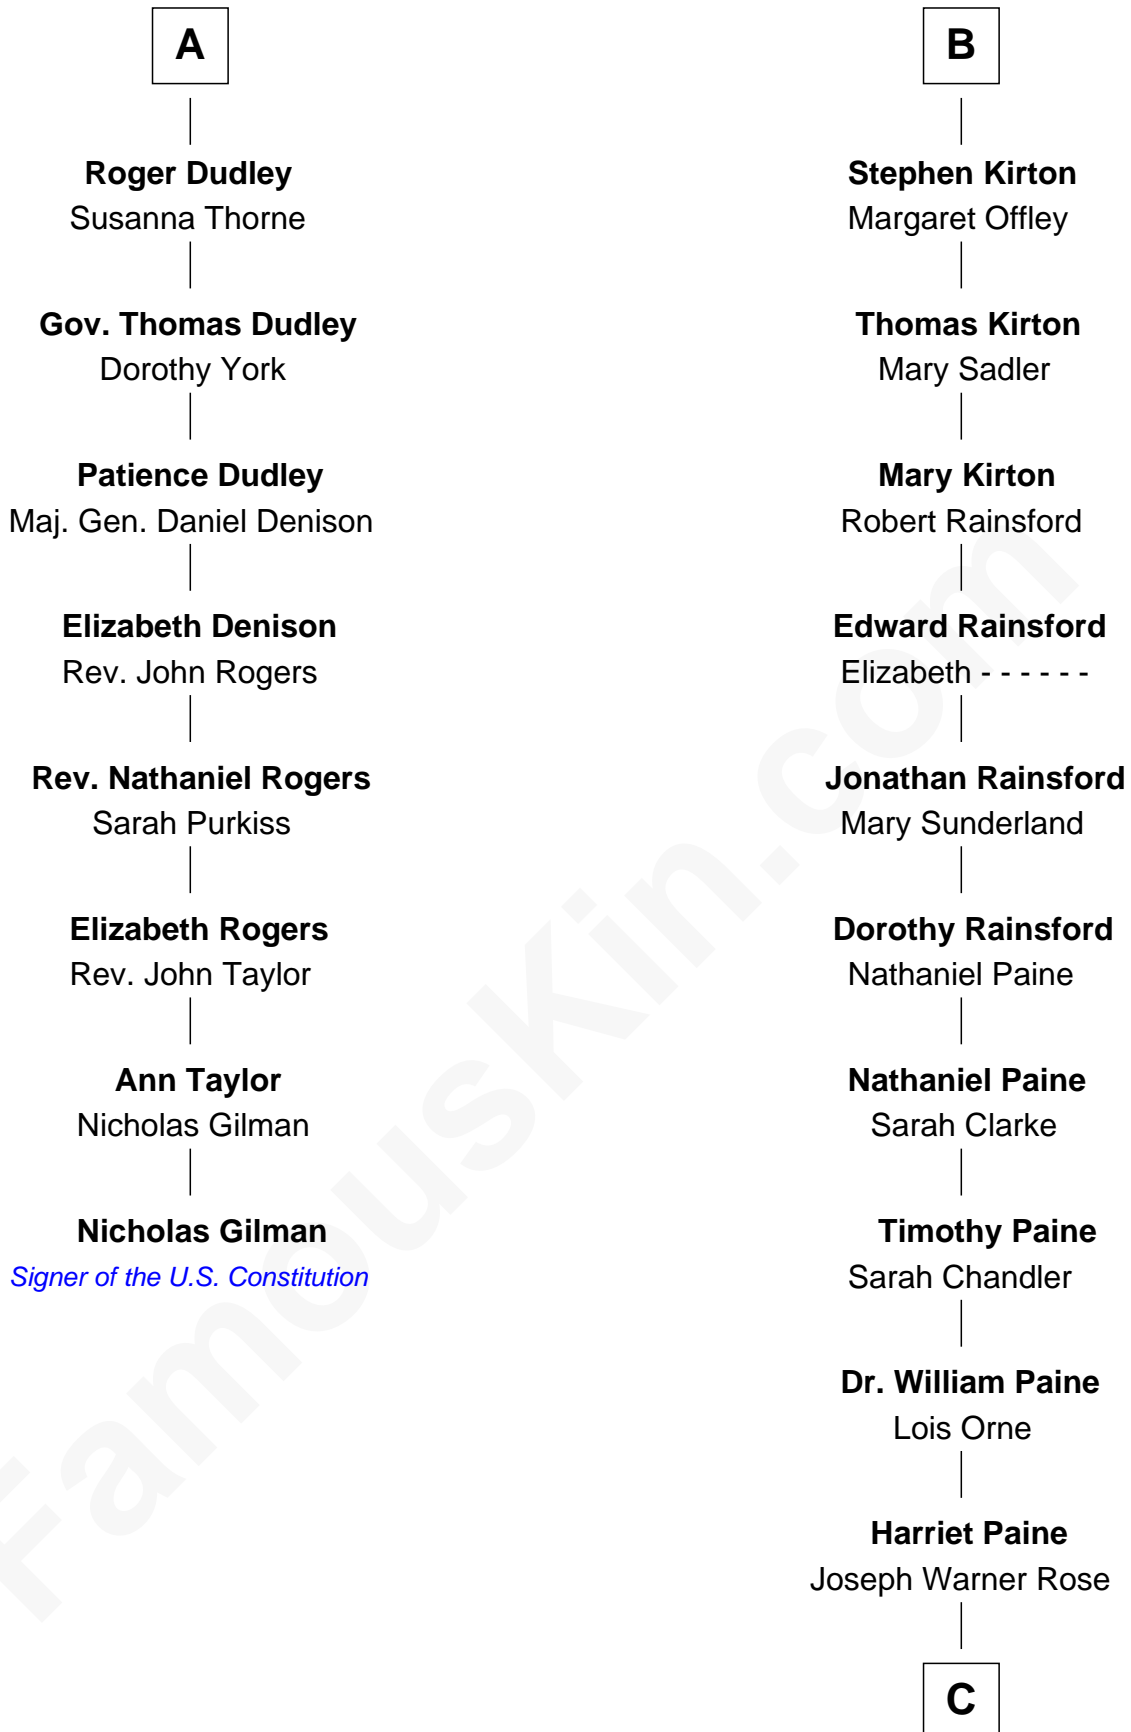 A
Roger Dudley
Susanna Thorne
Gov. Thomas Dudley
Dorothy York
Patience Dudley
Maj. Gen. Daniel Denison
Elizabeth Denison
Rev. John Rogers
Rev. Nathaniel Rogers
Sarah Purkiss
Elizabeth Rogers
Rev. John Taylor
Ann Taylor
Nicholas Gilman
Nicholas Gilman
Signer of the U.S. Constitution
B
Stephen Kirton
Margaret Offley
Thomas Kirton
Mary Sadler
Mary Kirton
Robert Rainsford
Edward Rainsford
Elizabeth - - - - - -
Jonathan Rainsford
Mary Sunderland
Dorothy Rainsford
Nathaniel Paine
Nathaniel Paine
Sarah Clarke
Timothy Paine
Sarah Chandler
Dr. William Paine
Lois Orne
Harriet Paine
Joseph Warner Rose
C
FamousKin.com